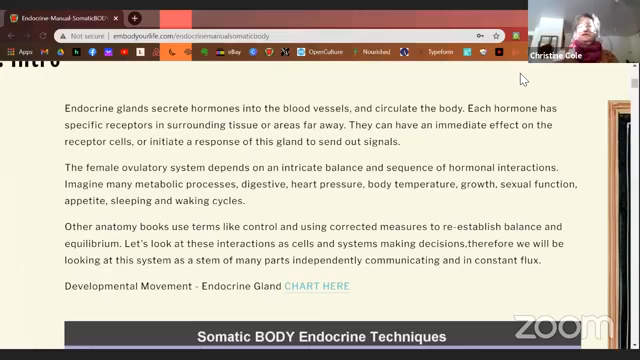 Endocrine-Manual-SomaticBODY
Not secure | embodyourlife.com/endocrinemanualsomaticbody
Apps M eBay OpenCulture Nourished Typeform
Christine Cole
Intro
Endocrine glands secrete hormones into the blood vessels, and circulate the body. Each hormone has
specific receptors in surrounding tissue or areas far away. They can have an immediate effect on the
receptor cells, or initiate a response of this gland to send out signals.
The female ovulatory system depends on an intricate balance and sequence of hormonal interactions.
Imagine many metabolic processes, digestive, heart pressure, body temperature, growth, sexual function,
appetite, sleeping and waking cycles.
Other anatomy books use terms like control and using corrected measures to re-establish balance and
equilibrium. Let's look at these interactions as cells and systems making decisions,therefore we will be
looking at this system as a stem of many parts independently communicating and in constant flux.
Developmental Movement - Endocrine Gland CHART HERE
Somatic BODY Endocrine Techniques
zoom